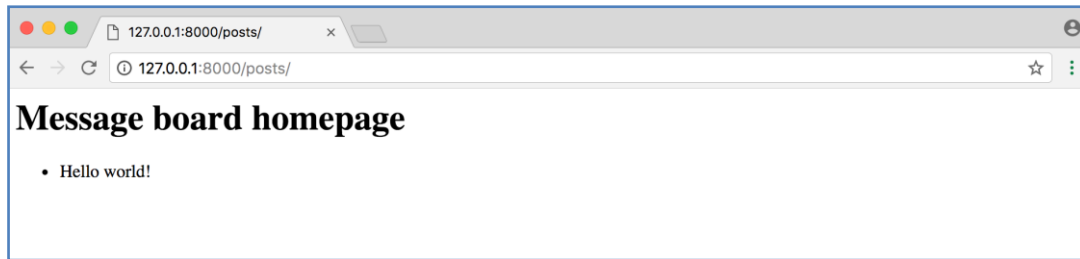 127.0.0.1:8000/posts/
127.0.0.1:8000/posts/
Message board homepage
• Hello world!